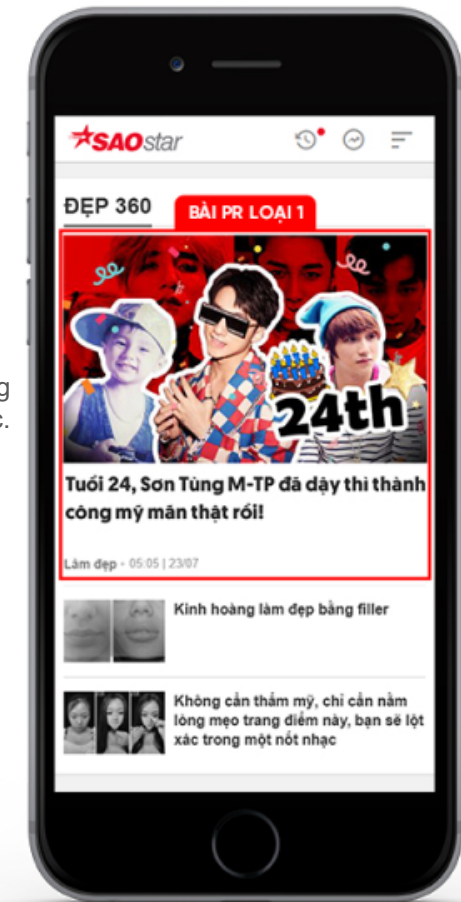 SAOstar
ĐẸP 360
BÀI PR LOẠI 1
24th
Tuổi 24, Sơn Tùng M-TP đã dậy thì thành
công mỹ mãn thật rồi!
Làm đẹp - 05:05 | 23/07
g
c.
Kinh hoàng làm đẹp bằng filler
Không cần thẩm mỹ, chỉ cần nằm
lòng mẹo trang điểm này, bạn sẽ lột
xác trong một nốt nhạc